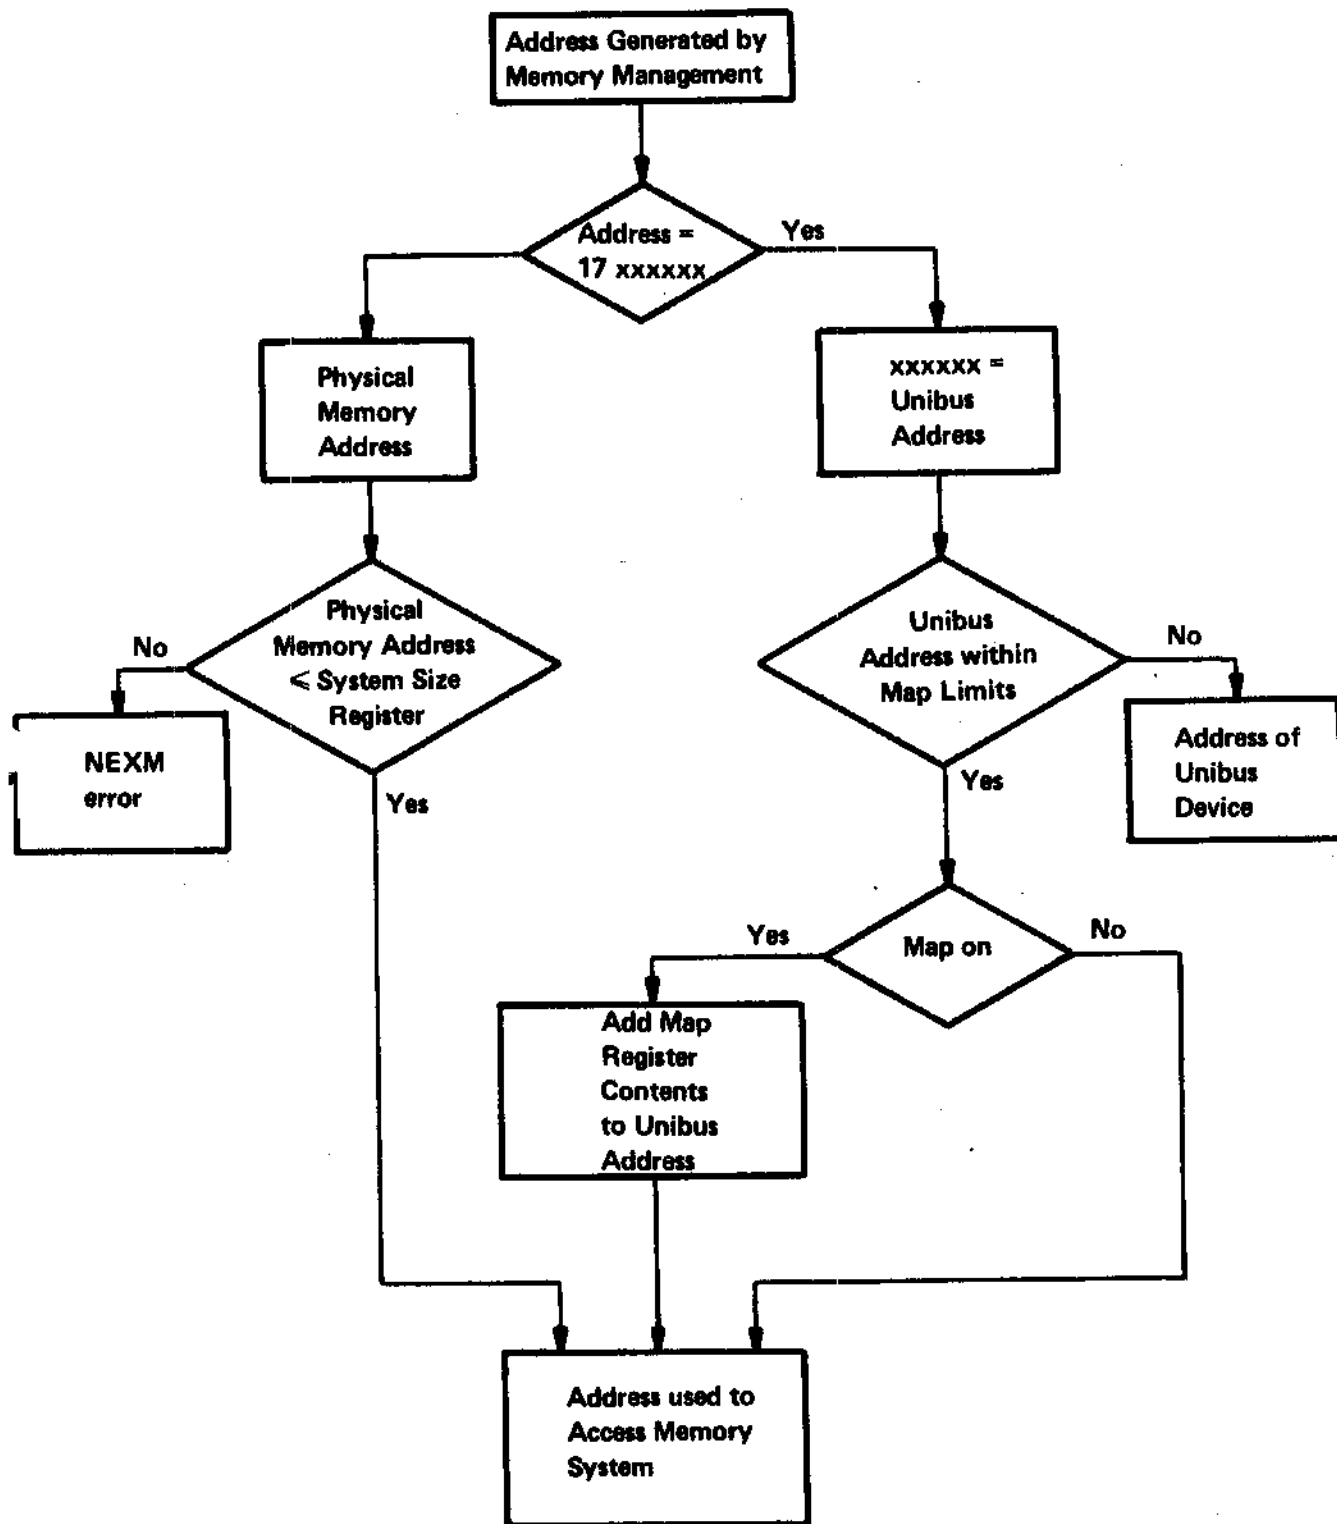 Address Generated by
Memory Management
Address =
17 xxxxxx
Yes
Physical
Memory
Address
xxxxxx =
Unibus
Address
Physical
Memory Address
⩽ System Size
Register
No
Yes
NEXM
error
Unibus
Address within
Map Limits
No
Yes
Address of
Unibus
Device
Map on
Yes
No
Add Map
Register
Contents
to Unibus
Address
Address used to
Access Memory
System